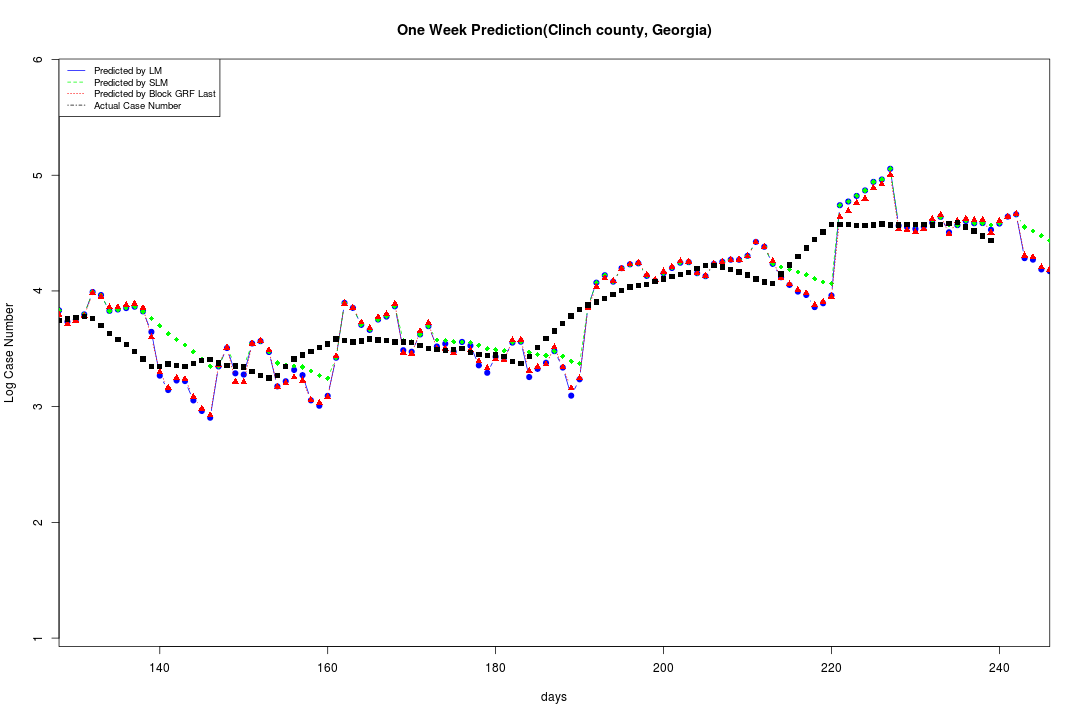 One Week Prediction(Clinch county, Georgia)
Predicted by LM
Predicted by SLM
Predicted by Block GRF Last
Actual Case Number
6
5
4
3
2
1
Log Case Number
140 160 180 200 220 240
days